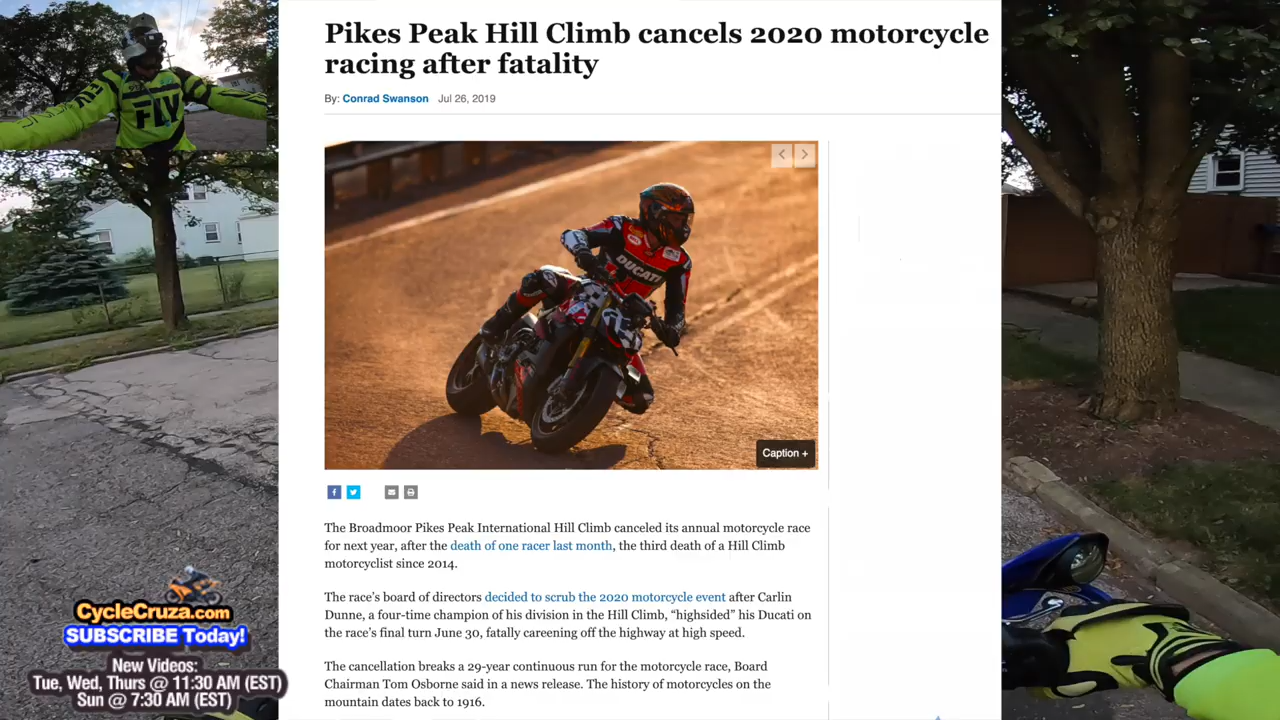 Pikes Peak Hill Climb cancels 2020 motorcycle
racing after fatality
By: Conrad Swanson Jul 26, 2019
FLY
DUCATI
Caption +
The Broadmoor Pikes Peak International Hill Climb canceled its annual motorcycle race
for next year, after the death of one racer last month, the third death of a Hill Climb
motorcyclist since 2014.
The race's board of directors decided to scrub the 2020 motorcycle event after Carlin
Dunne, a four-time champion of his division in the Hill Climb, “highsided” his Ducati on
the race's final turn June 30, fatally careening off the highway at high speed.
The cancellation breaks a 29-year continuous run for the motorcycle race, Board
Chairman Tom Osborne said in a news release. The history of motorcycles on the
mountain dates back to 1916.
CycleCruza.com
SUBSCRIBE Today!
New Videos:
Tue, Wed, Thurs @ 11:30 AM (EST)
Sun @ 7:30 AM (EST)